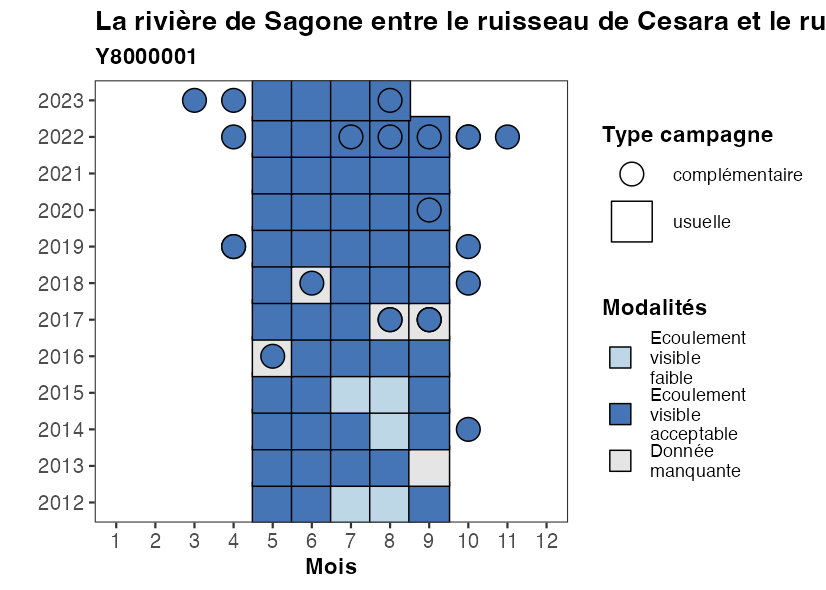 La rivière de Sagone entre le ruisseau de Cesara et le ru
Y8000001
2023
2022
2021
2020
2019
2018
2017
2016
2015
2014
2013
2012
1 2 3 4 5 6 7 8 9 10 11 12
Mois
Type campagne
complémentaire
usuelle
Modalités
Ecoulement
visible
faible
Ecoulement
visible
acceptable
Donnée
manquante